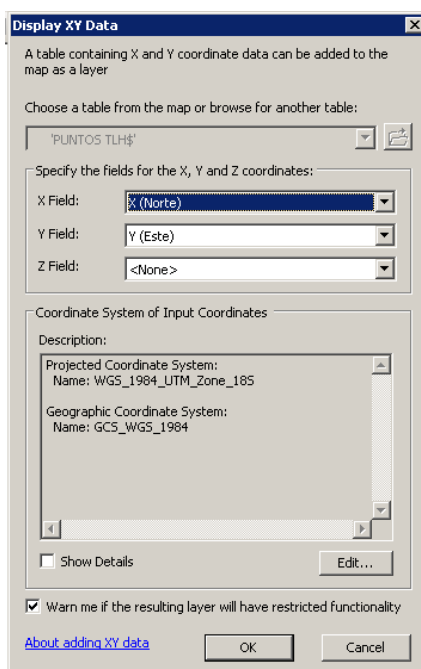 Display XY Data
A table containing X and Y coordinate data can be added to the
map as a layer
Choose a table from the map or browse for another table:
'PUNTOS TLH$'
Specify the fields for the X, Y and Z coordinates:
X Field:
X (Norte)
Y Field:
Y (Este)
Z Field:
<None>
Coordinate System of Input Coordinates
Description:
Projected Coordinate System:
Name: WGS_1984_UTM_Zone_18S
Geographic Coordinate System:
Name: GCS_WGS_1984
Show Details
Edit...
Warn me if the resulting layer will have restricted functionality
About adding XY data
OK
Cancel